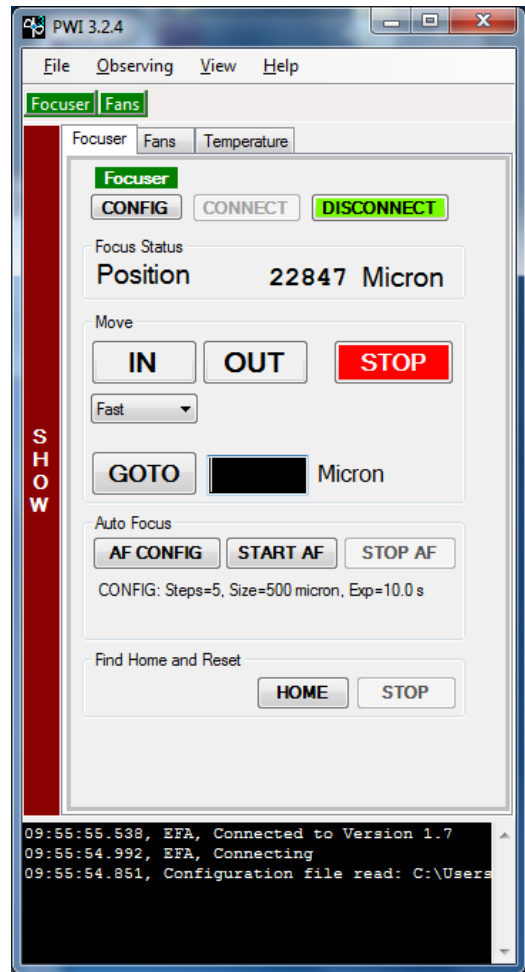 PWI 3.2.4
File Observing View Help
Focuser Fans
Focuser Fans Temperature
Focuser
CONFIG CONNECT DISCONNECT
Focus Status
Position 22847 Micron
Move
IN OUT STOP
Fast
SHOW
GOTO Micron
Auto Focus
AF CONFIG START AF STOP AF
CONFIG: Steps=5, Size=500 micron, Exp=10.0 s
Find Home and Reset
HOME STOP
09:55:55.538, EFA, Connected to Version 1.7
09:55:54.992, EFA, Connecting
09:55:54.851, Configuration file read: C:\Users